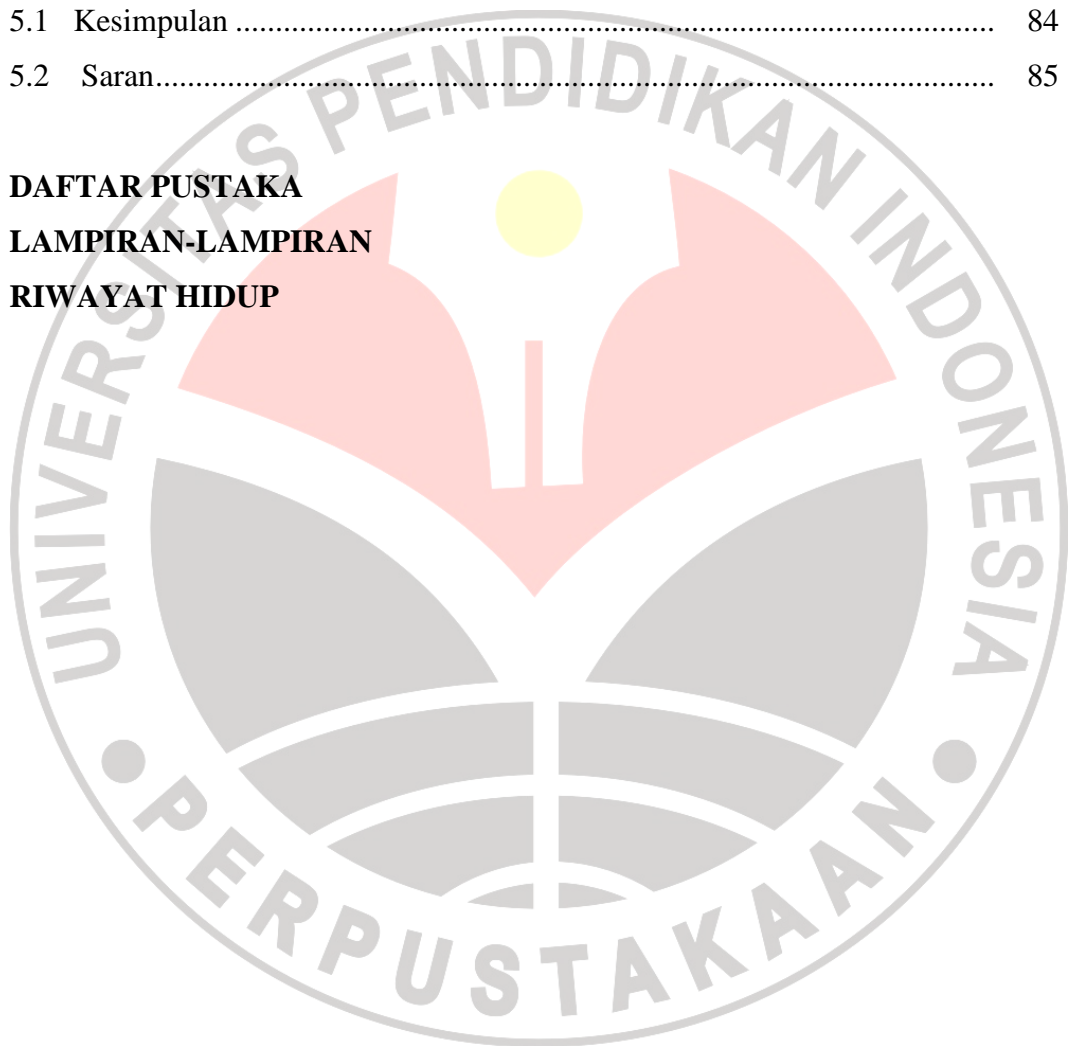 5.1 Kesimpulan .......... 84
5.2 Saran .......... 85
DAFTAR PUSTAKA
LAMPIRAN-LAMPIRAN
RIWAYAT HIDUP
UNIVERSITAS PENDIDIKAN INDONESIA
PERPUSTAKAAN